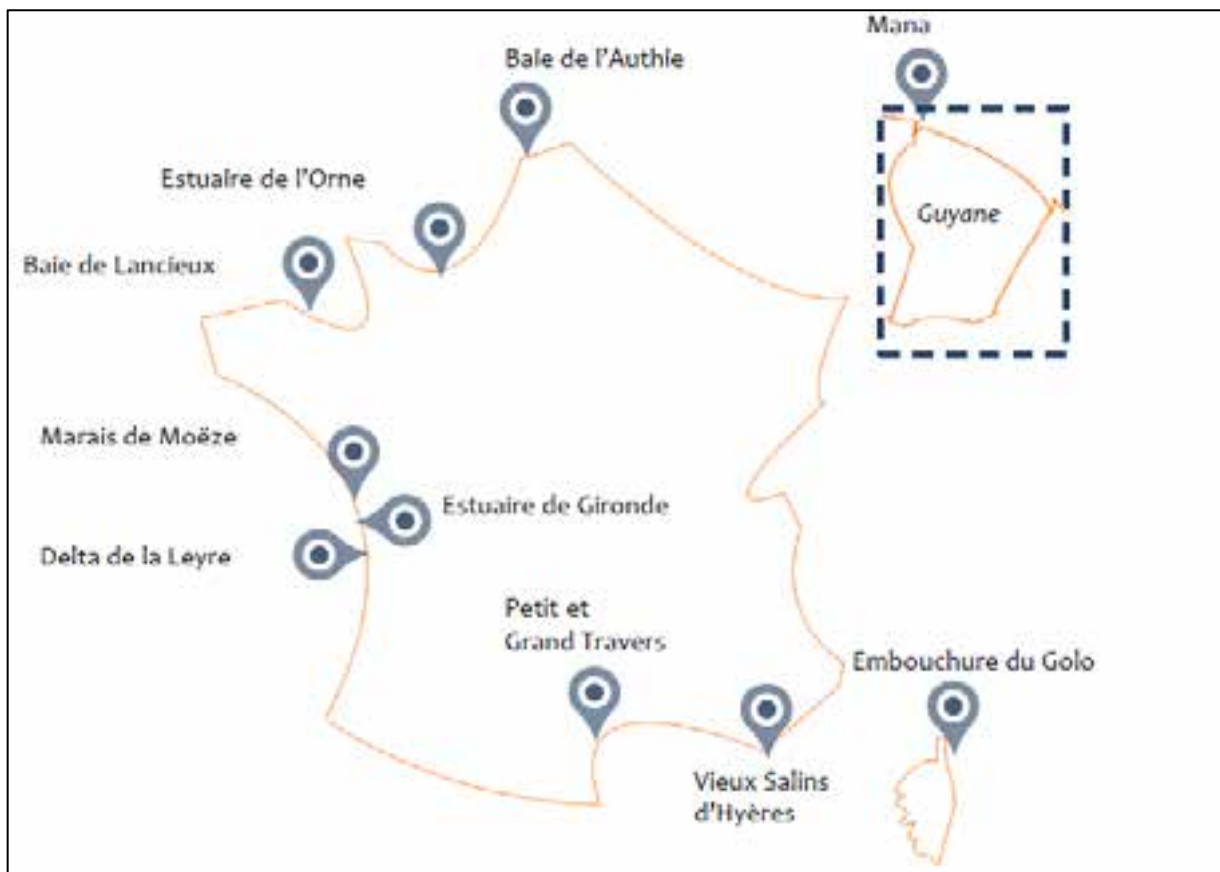 Mana
Baie de l'Authie
Estuaire de l'Orne
Guyane
Baie de Lancieux
Marais de Moëze
Estuaire de Gironde
Delta de la Leyre
Petit et
Grand Travers
Embouchure du Golo
Vieux Salins
d'Hyères